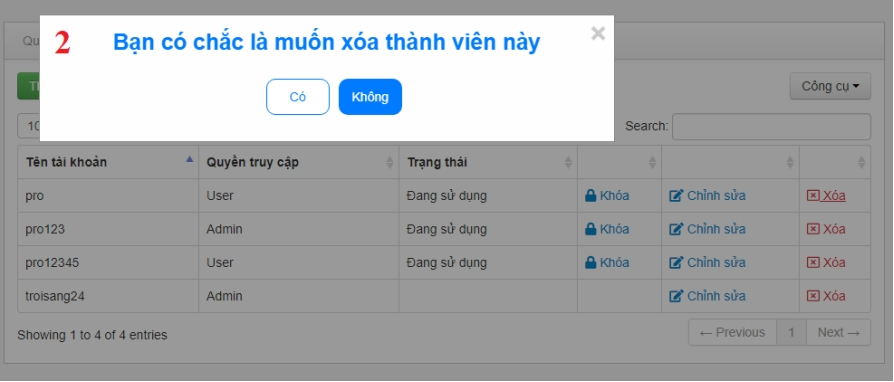 Qu
2 Bạn có chắc là muốn xóa thành viên này ×
Có Không
Công cụ
10
Search:
Tên tài khoản Quyền truy cập Trạng thái
pro User Đang sử dụng Khóa Chỉnh sửa Xóa
pro123 Admin Đang sử dụng Khóa Chỉnh sửa Xóa
pro12345 User Đang sử dụng Khóa Chỉnh sửa Xóa
troisang24 Admin Chỉnh sửa Xóa
Showing 1 to 4 of 4 entries
← Previous 1 Next →